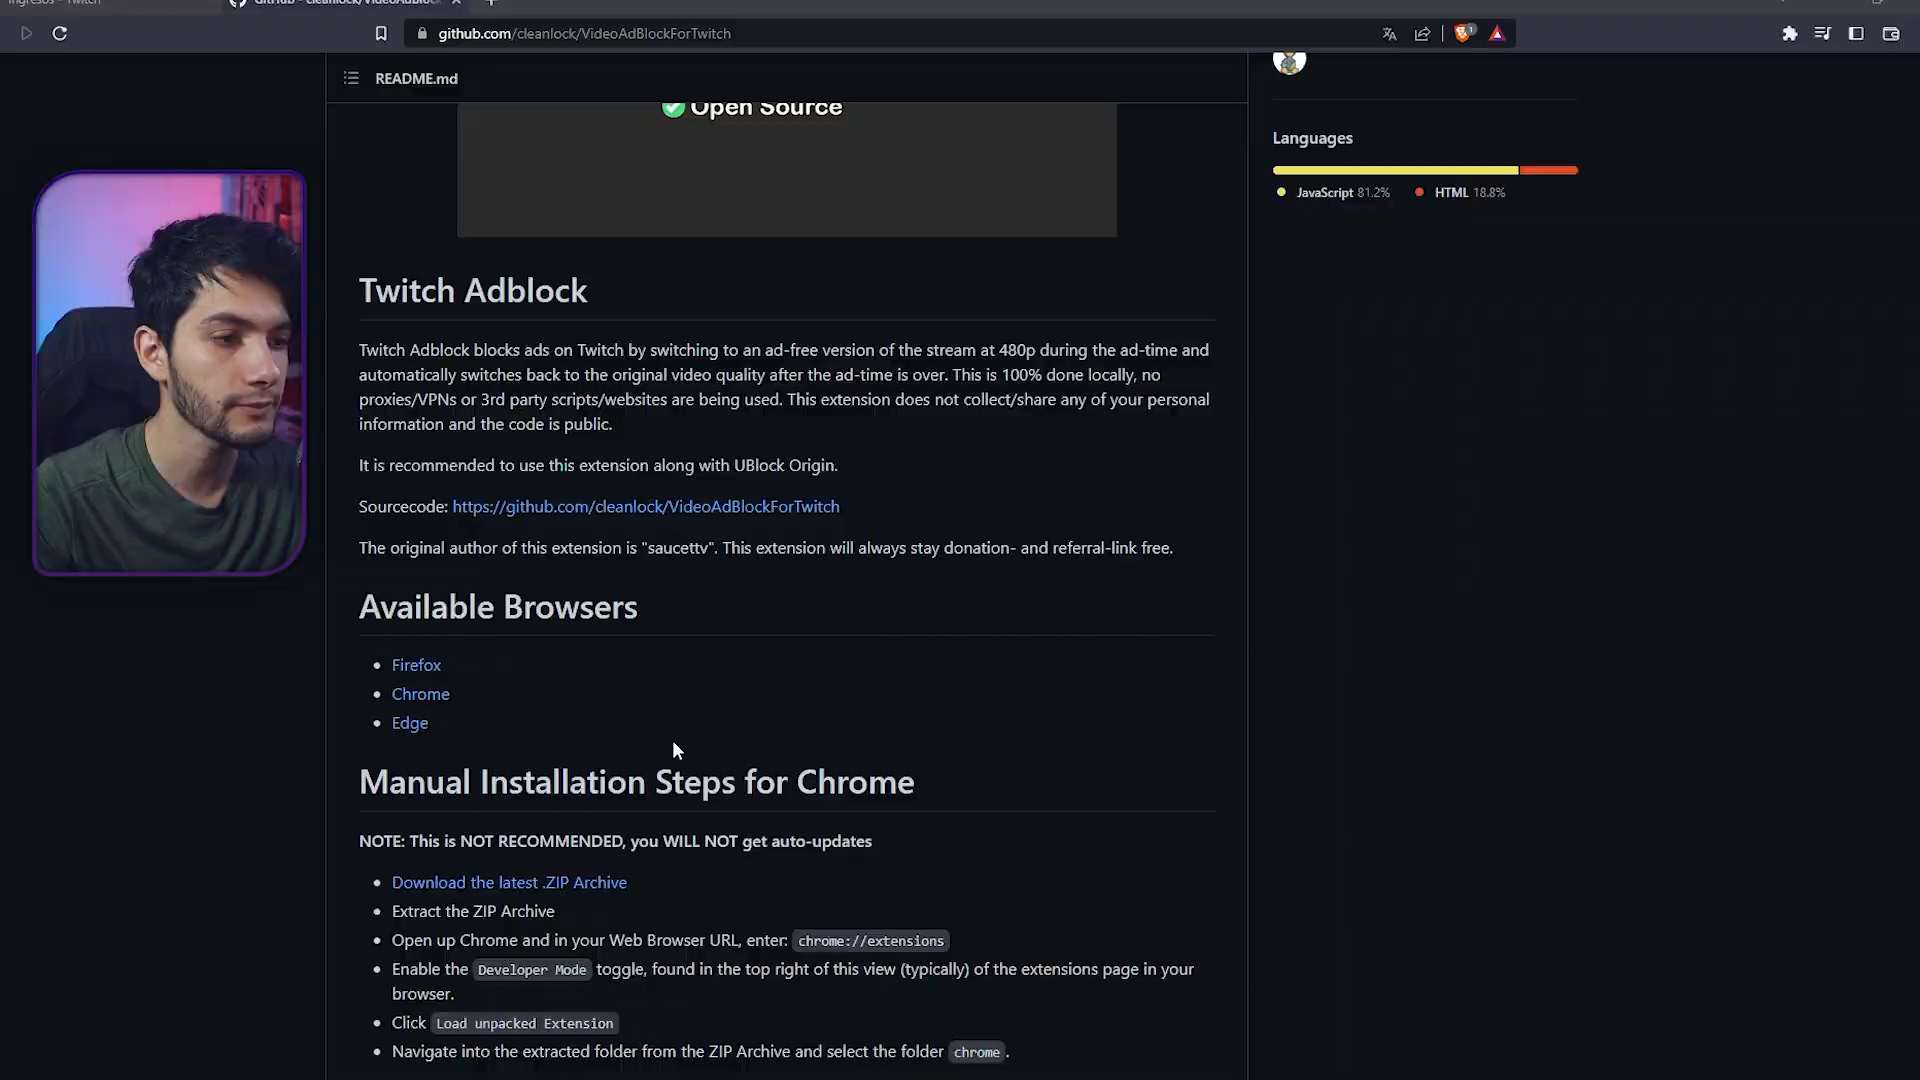 Ingresos - Twitch
GitHub - cleanlock/VideoAdblock
github.com/cleanlock/VideoAdBlockForTwitch
1
README.md
Open Source
Languages
JavaScript 81.2% HTML 18.8%
Twitch Adblock
Twitch Adblock blocks ads on Twitch by switching to an ad-free version of the stream at 480p during the ad-time and
automatically switches back to the original video quality after the ad-time is over. This is 100% done locally, no
proxies/VPNs or 3rd party scripts/websites are being used. This extension does not collect/share any of your personal
information and the code is public.
It is recommended to use this extension along with UBlock Origin.
Sourcecode: https://github.com/cleanlock/VideoAdBlockForTwitch
The original author of this extension is "saucettv". This extension will always stay donation- and referral-link free.
Available Browsers
Firefox
Chrome
Edge
Manual Installation Steps for Chrome
NOTE: This is NOT RECOMMENDED, you WILL NOT get auto-updates
Download the latest .ZIP Archive
Extract the ZIP Archive
Open up Chrome and in your Web Browser URL, enter: chrome://extensions
Enable the Developer Mode toggle, found in the top right of this view (typically) of the extensions page in your
browser.
Click Load unpacked Extension
Navigate into the extracted folder from the ZIP Archive and select the folder chrome.